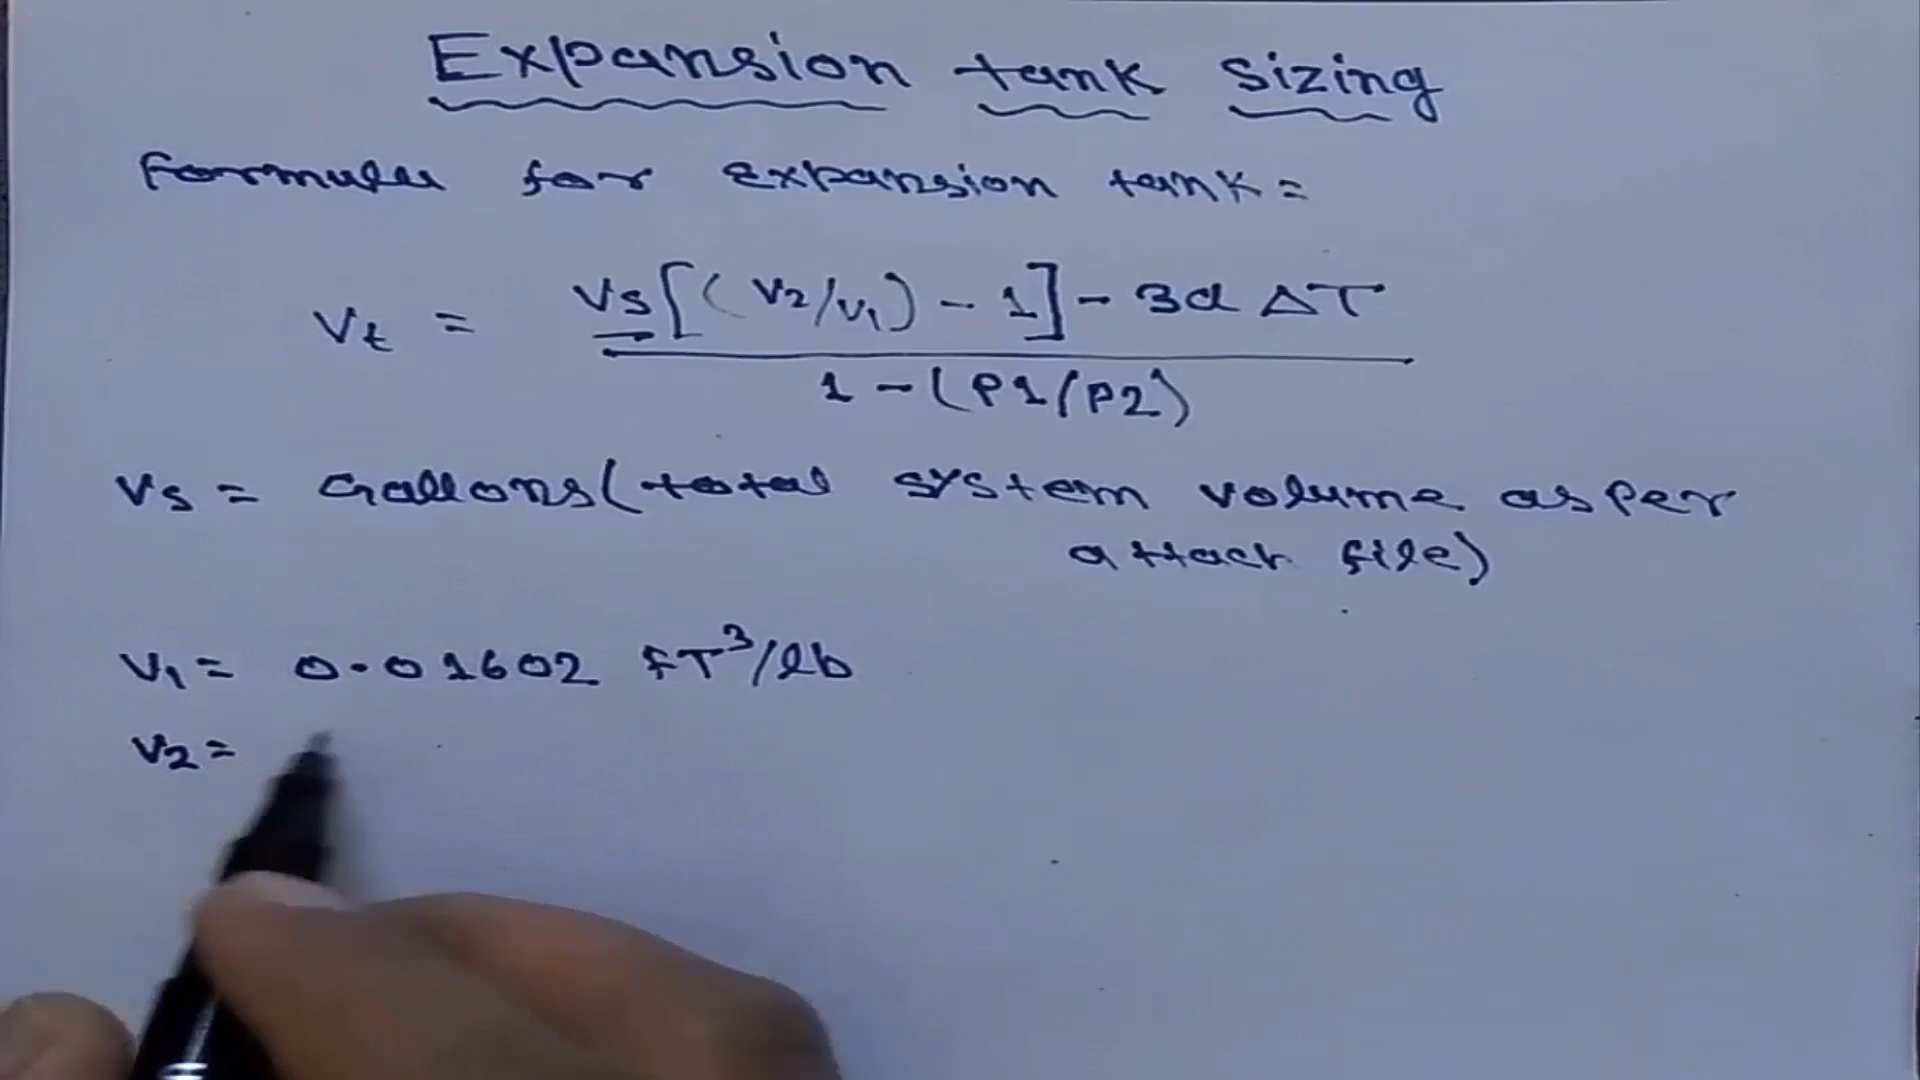 Expansion tank sizing
Formula for expansion tank =
Vt = Vs[(V2/V1) - 1] - 3α ΔT
1 - (P1/P2)
Vs = Gallons (total system volume as per
attach file)
V1 = 0.01602 FT³/lb
V2 =